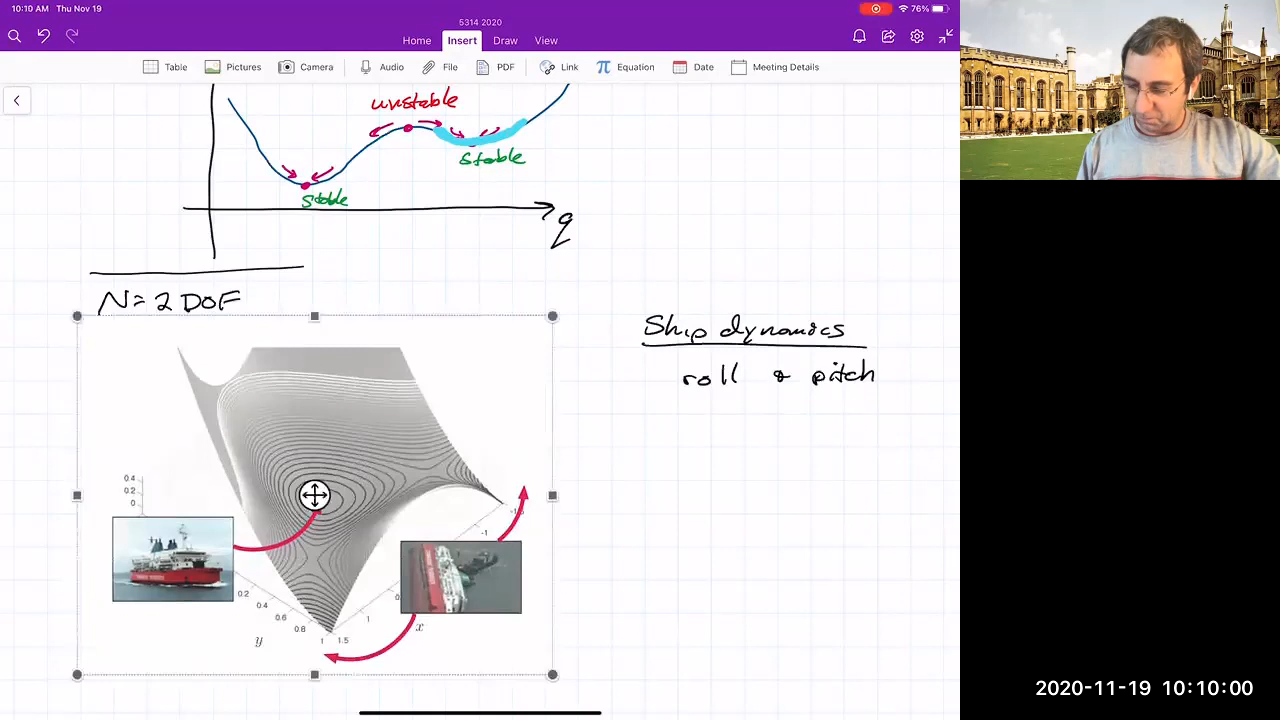 10:10 AM Thu Nov 19
76%
5314 2020
Home Insert Draw View
Table Pictures Camera Audio File PDF Link Equation Date Meeting Details
unstable
stable
stable
q
N = 2 DOF
Ship dynamics
roll & pitch
0.4
0.2
0
-1
0.2
0.4
0.6
0.8
1
1.5
1
y
x
2020-11-19 10:10:00